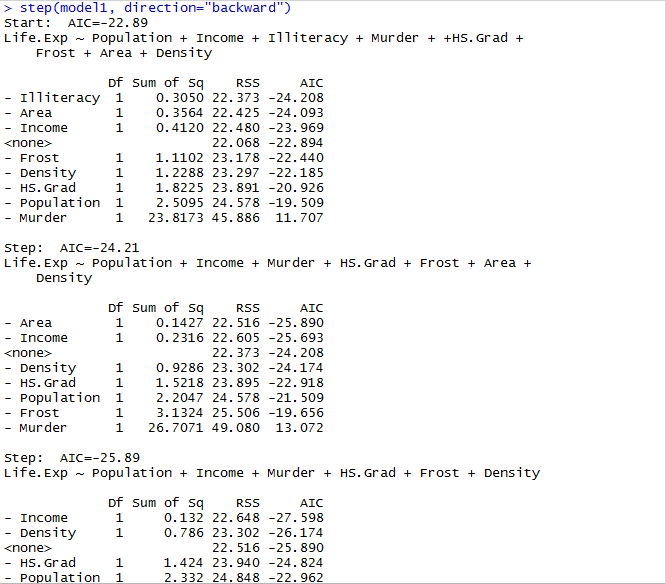 > step(model1, direction="backward")
Start:  AIC=-22.89
Life.Exp ~ Population + Income + Illiteracy + Murder + +HS.Grad +
    Frost + Area + Density
             Df Sum of Sq    RSS     AIC
- Illiteracy  1    0.3050 22.373 -24.208
- Area        1    0.3564 22.425 -24.093
- Income      1    0.4120 22.480 -23.969
<none>                    22.068 -22.894
- Frost       1    1.1102 23.178 -22.440
- Density     1    1.2288 23.297 -22.185
- HS.Grad     1    1.8225 23.891 -20.926
- Population  1    2.5095 24.578 -19.509
- Murder      1   23.8173 45.886  11.707
Step:  AIC=-24.21
Life.Exp ~ Population + Income + Murder + HS.Grad + Frost + Area +
    Density
             Df Sum of Sq    RSS     AIC
- Area        1    0.1427 22.516 -25.890
- Income      1    0.2316 22.605 -25.693
<none>                    22.373 -24.208
- Density     1    0.9286 23.302 -24.174
- HS.Grad     1    1.5218 23.895 -22.918
- Population  1    2.2047 24.578 -21.509
- Frost       1    3.1324 25.506 -19.656
- Murder      1   26.7071 49.080  13.072
Step:  AIC=-25.89
Life.Exp ~ Population + Income + Murder + HS.Grad + Frost + Density
             Df Sum of Sq    RSS     AIC
- Income      1     0.132 22.648 -27.598
- Density     1     0.786 23.302 -26.174
<none>                    22.516 -25.890
- HS.Grad     1     1.424 23.940 -24.824
- Population  1     2.332 24.848 -22.962